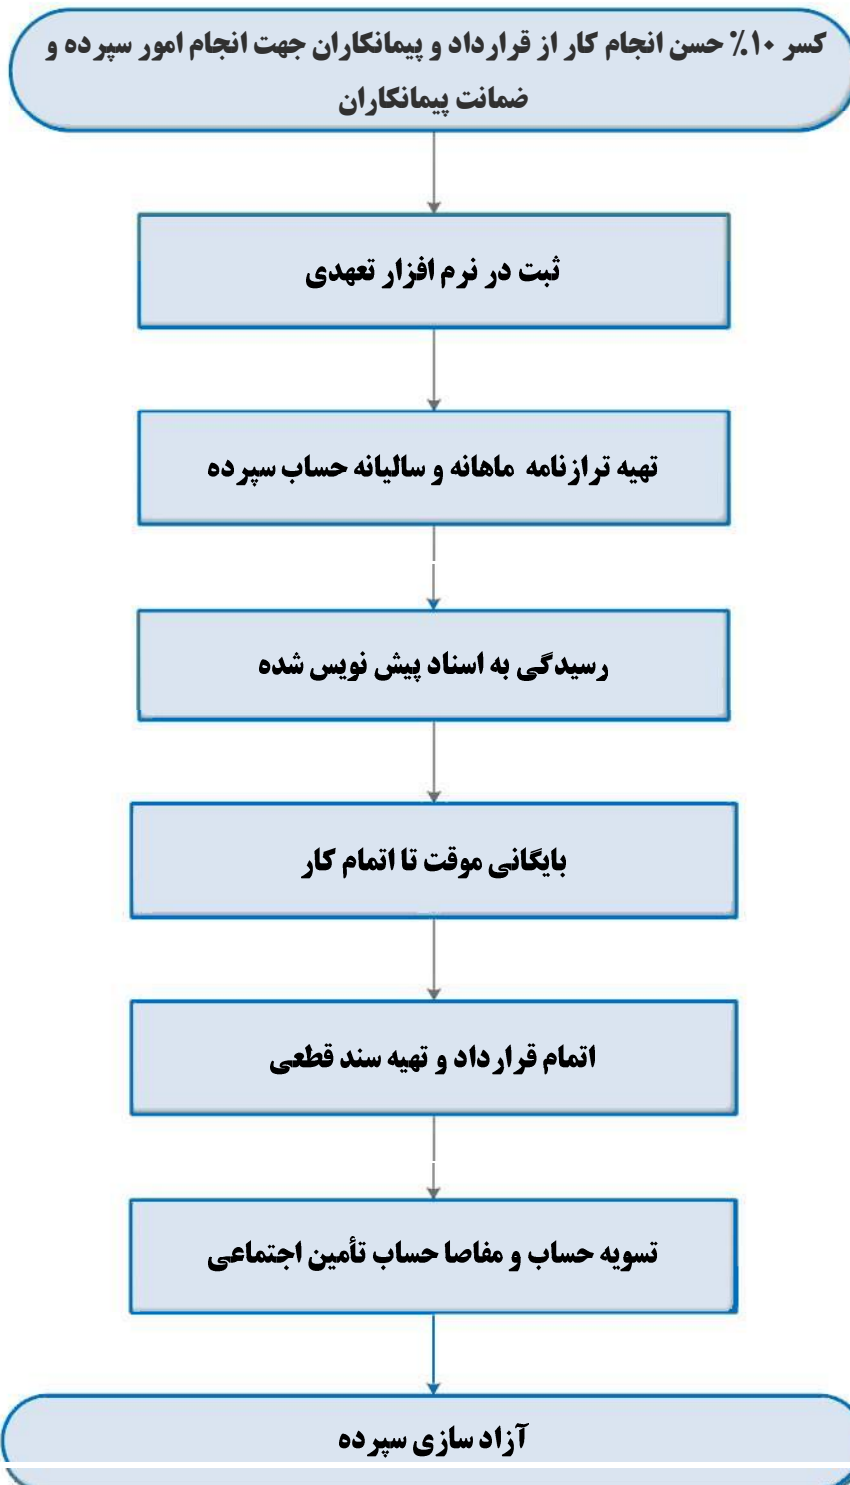 کسر ۱۰٪ حسن انجام کار از قرارداد و پیمانکاران جهت انجام امور سپرده و
ضمانت پیمانکاران
ثبت در نرم افزار تعهدی
تهیه ترازنامه ماهانه و سالیانه حساب سپرده
رسیدگی به اسناد پیش نویس شده
بایگانی موقت تا اتمام کار
اتمام قرارداد و تهیه سند قطعی
تسویه حساب و مفاصا حساب تأمین اجتماعی
آزاد سازی سپرده